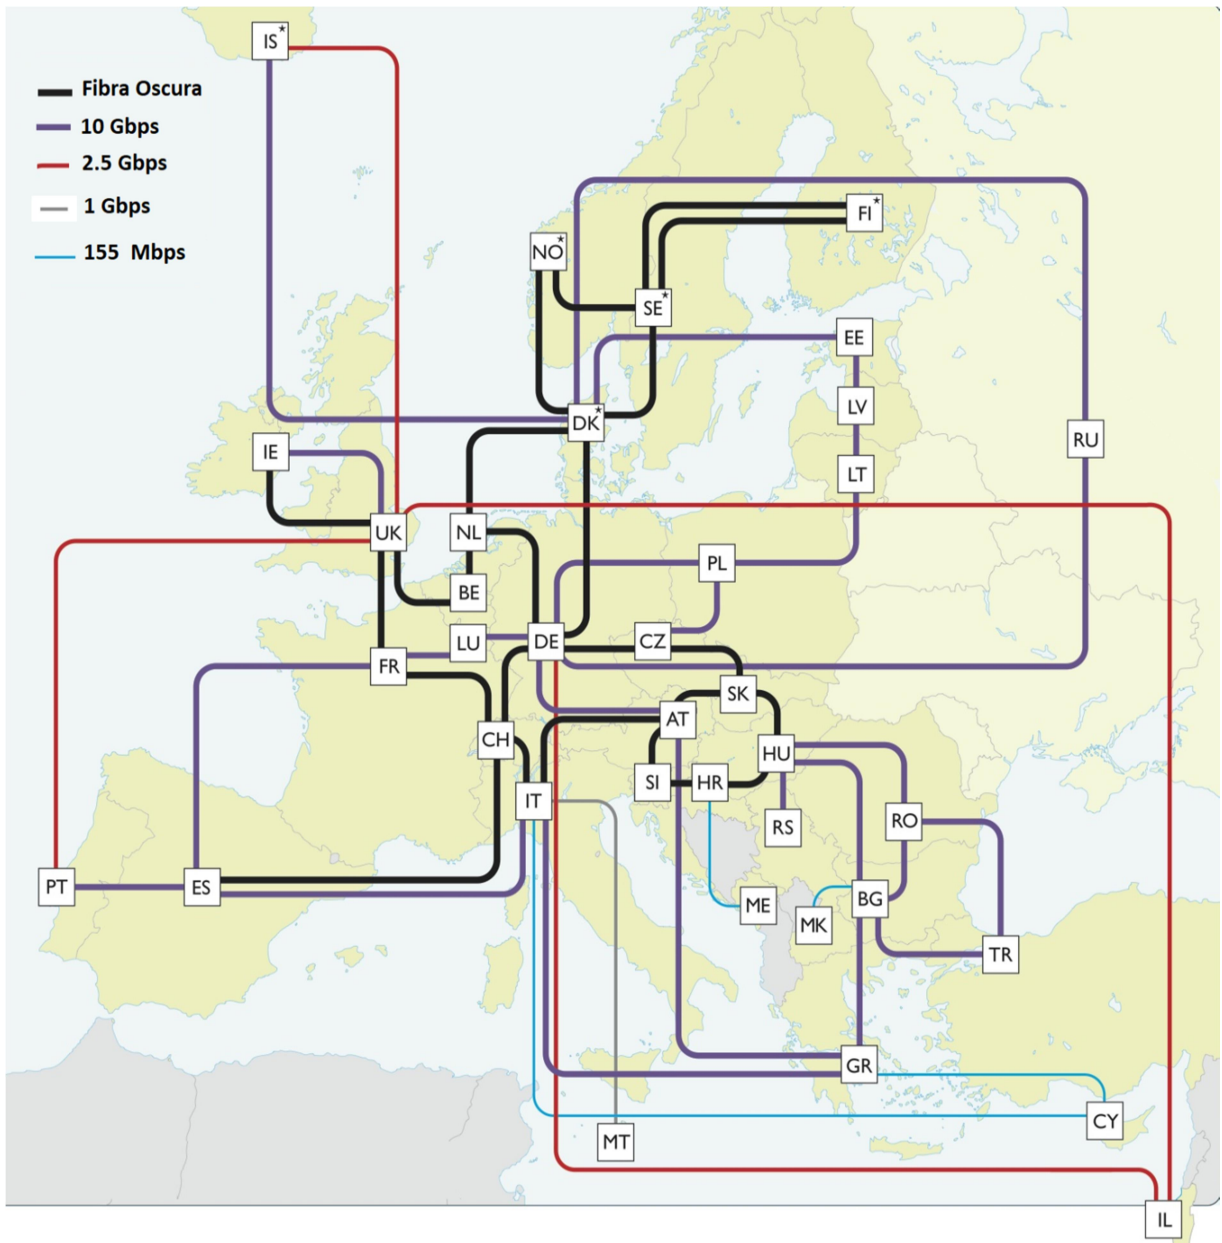 IS*
Fibra Oscura
10 Gbps
2.5 Gbps
1 Gbps
155 Mbps
FI*
NO*
SE*
EE
LV
DK*
RU
IE
LT
UK
NL
PL
BE
LU
DE
CZ
FR
SK
AT
CH
HU
SI
HR
IT
RS
RO
PT
ES
BG
ME
MK
TR
GR
CY
MT
IL